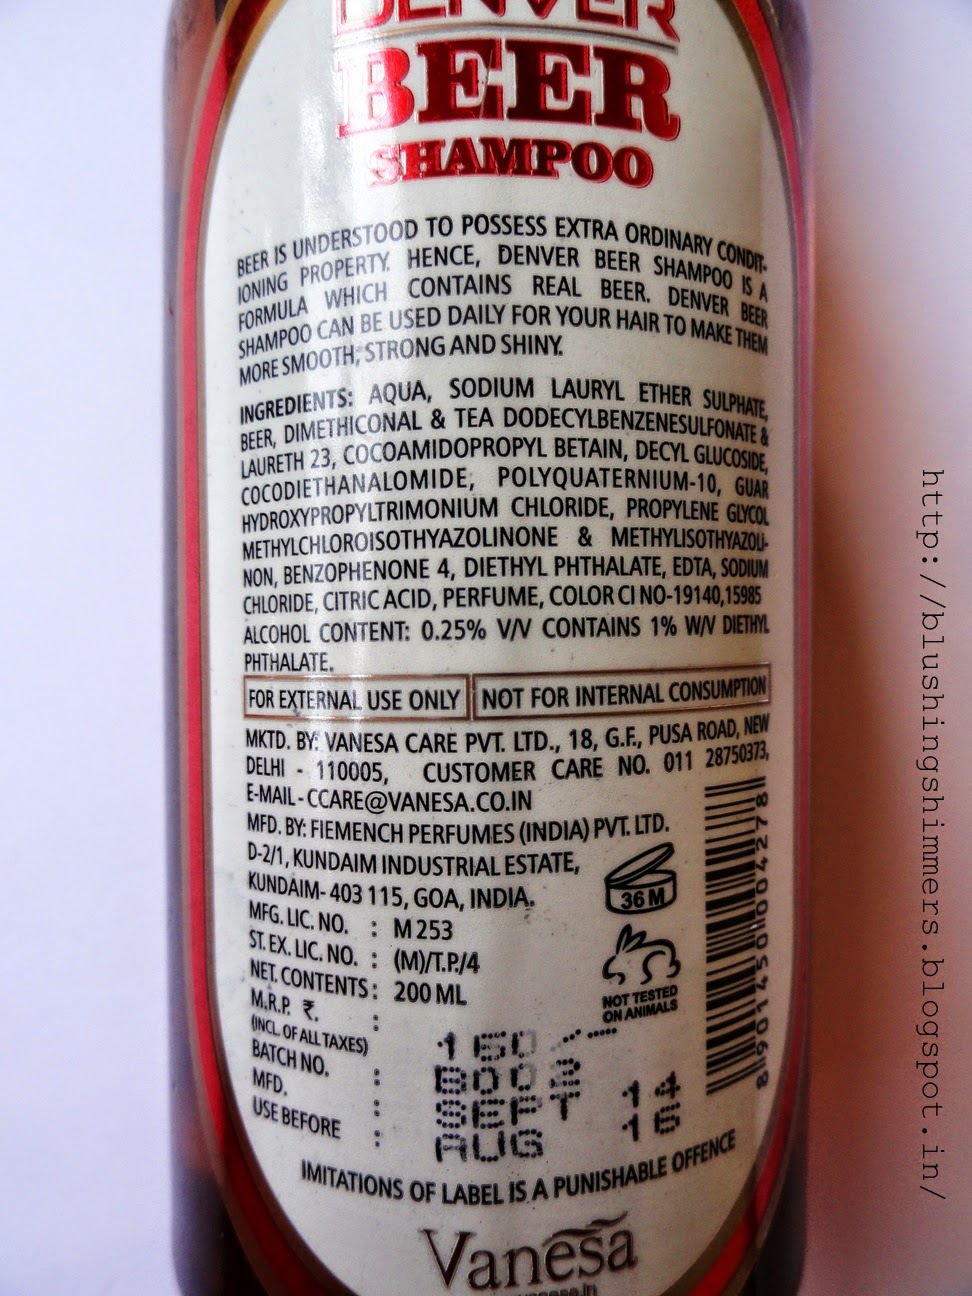 DENVER
BEER
SHAMPOO
BEER IS UNDERSTOOD TO POSSESS EXTRA ORDINARY CONDIT-
IONING PROPERTY. HENCE, DENVER BEER SHAMPOO IS A
FORMULA WHICH CONTAINS REAL BEER. DENVER BEER
SHAMPOO CAN BE USED DAILY FOR YOUR HAIR TO MAKE THEM
MORE SMOOTH, STRONG AND SHINY.
INGREDIENTS: AQUA, SODIUM LAURYL ETHER SULPHATE,
BEER, DIMETHICONAL & TEA DODECYLBENZENESULFONATE &
LAURETH 23, COCOAMIDOPROPYL BETAIN, DECYL GLUCOSIDE,
COCODIETHANALOMIDE, POLYQUATERNIUM-10, GUAR
HYDROXYPROPYLTRIMONIUM CHLORIDE, PROPYLENE GLYCOL
METHYLCHLOROISOTHYAZOLINONE & METHYLISOTHYAZOLI-
NON, BENZOPHENONE 4, DIETHYL PHTHALATE, EDTA, SODIUM
CHLORIDE, CITRIC ACID, PERFUME, COLOR CI NO-19140,15985
ALCOHOL CONTENT: 0.25% V/V CONTAINS 1% W/V DIETHYL
PHTHALATE.
FOR EXTERNAL USE ONLY NOT FOR INTERNAL CONSUMPTION
MKTD. BY: VANESA CARE PVT. LTD., 18, G.F., PUSA ROAD, NEW
DELHI - 110005, CUSTOMER CARE NO. 011 28750373,
E-MAIL - CCARE@VANESA.CO.IN
MFD. BY: FIEMENCH PERFUMES (INDIA) PVT. LTD.
D-2/1, KUNDAIM INDUSTRIAL ESTATE,
KUNDAIM- 403 115, GOA, INDIA.
36 M
MFG. LIC. NO. : M 253
ST. EX. LIC. NO. : (M)/T.P./4
NET. CONTENTS : 200 ML
NOT TESTED
ON ANIMALS
M.R.P. ₹. :
(INCL. OF ALL TAXES) 150/-
BATCH NO. : B002
MFD. : SEPT 14
USE BEFORE : AUG 16
8901450004278
IMITATIONS OF LABEL IS A PUNISHABLE OFFENCE
Vanesa
vanesa.in
http://blushingshimmers.blogspot.in/